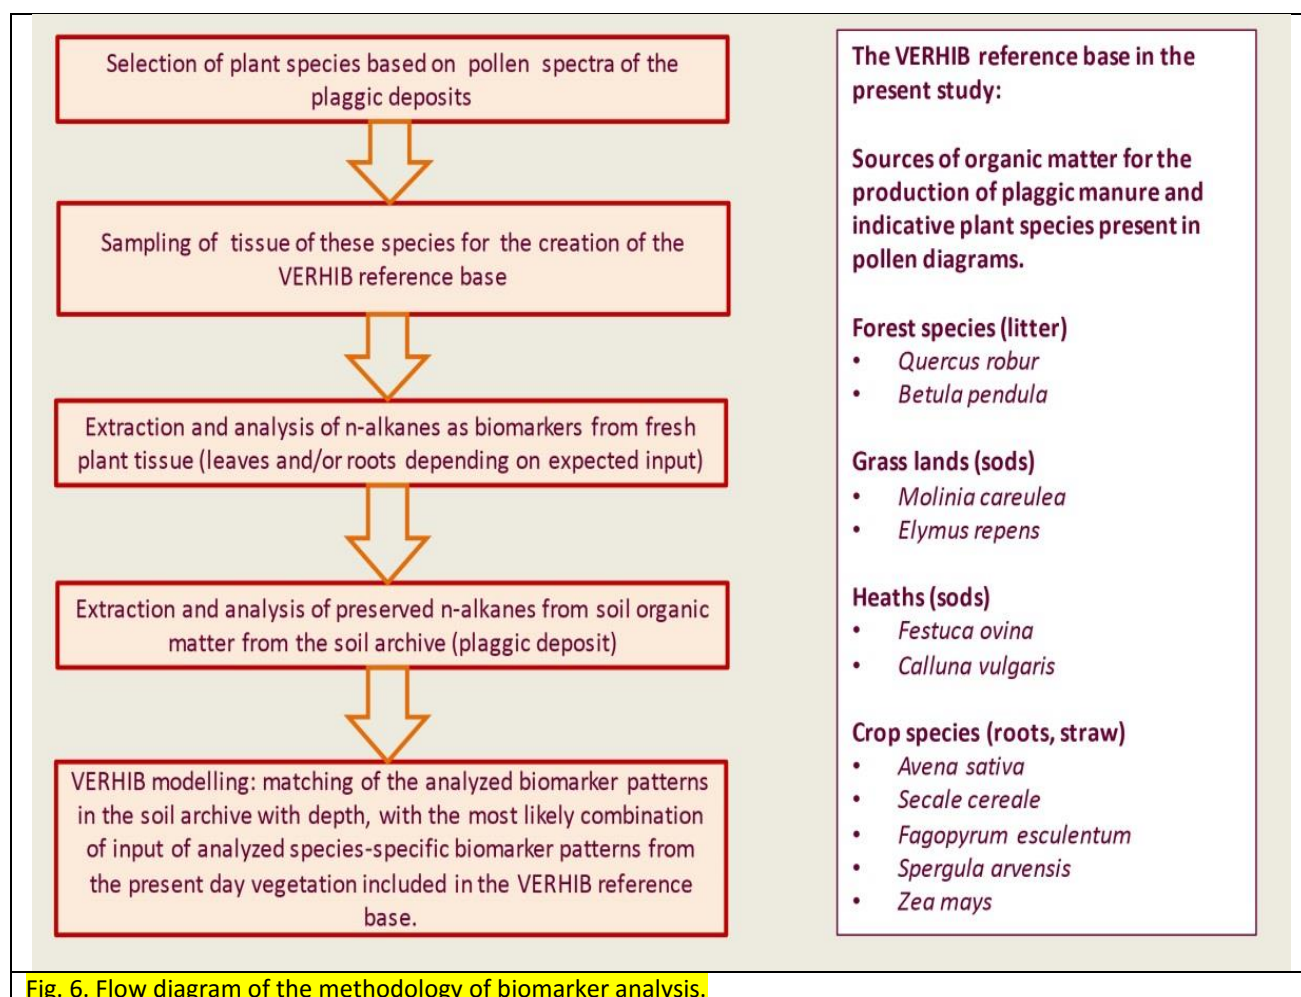 Selection of plant species based on pollen spectra of the
plaggic deposits
Sampling of tissue of these species for the creation of the
VERHIB reference base
Extraction and analysis of n-alkanes as biomarkers from fresh
plant tissue (leaves and/or roots depending on expected input)
Extraction and analysis of preserved n-alkanes from soil organic
matter from the soil archive (plaggic deposit)
VERHIB modelling: matching of the analyzed biomarker patterns
in the soil archive with depth, with the most likely combination
of input of analyzed species-specific biomarker patterns from
the present day vegetation included in the VERHIB reference
base.
The VERHIB reference base in the
present study:
Sources of organic matter for the
production of plaggic manure and
indicative plant species present in
pollen diagrams.
Forest species (litter)
• Quercus robur
• Betula pendula
Grass lands (sods)
• Molinia careulea
• Elymus repens
Heaths (sods)
• Festuca ovina
• Calluna vulgaris
Crop species (roots, straw)
• Avena sativa
• Secale cereale
• Fagopyrum esculentum
• Spergula arvensis
• Zea mays
Fig. 6. Flow diagram of the methodology of biomarker analysis.